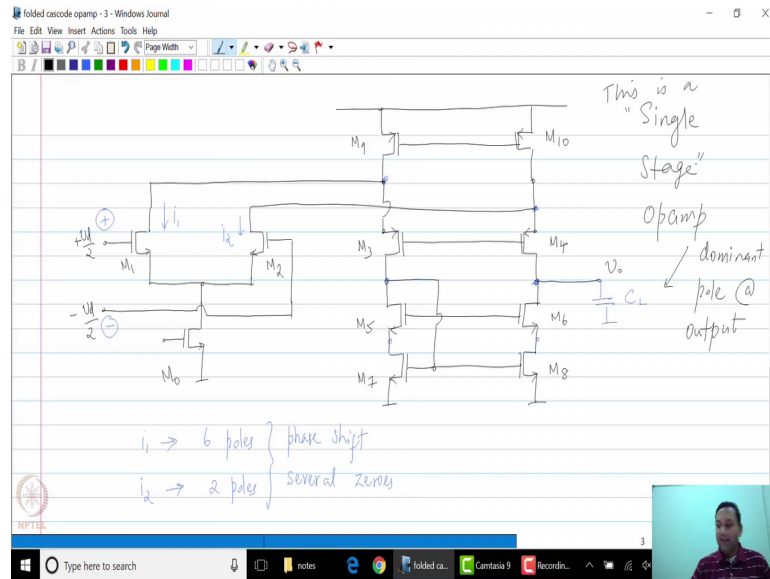 folded cascode opamp - 3 - Windows Journal
File Edit View Insert Actions Tools Help
Page Width
B I
This is a
"Single
Stage"
Opamp
dominant
pole @
output
M9
M10
+Vd/2
+
i1
i2
M1
M2
M3
M4
Vo
CL
-Vd/2
-
M5
M6
M0
M7
M8
i1 → 6 poles } phase shift
i2 → 2 poles } several zeroes
NPTEL
3
Type here to search
notes
folded ca...
Camtasia 9
Recordin...